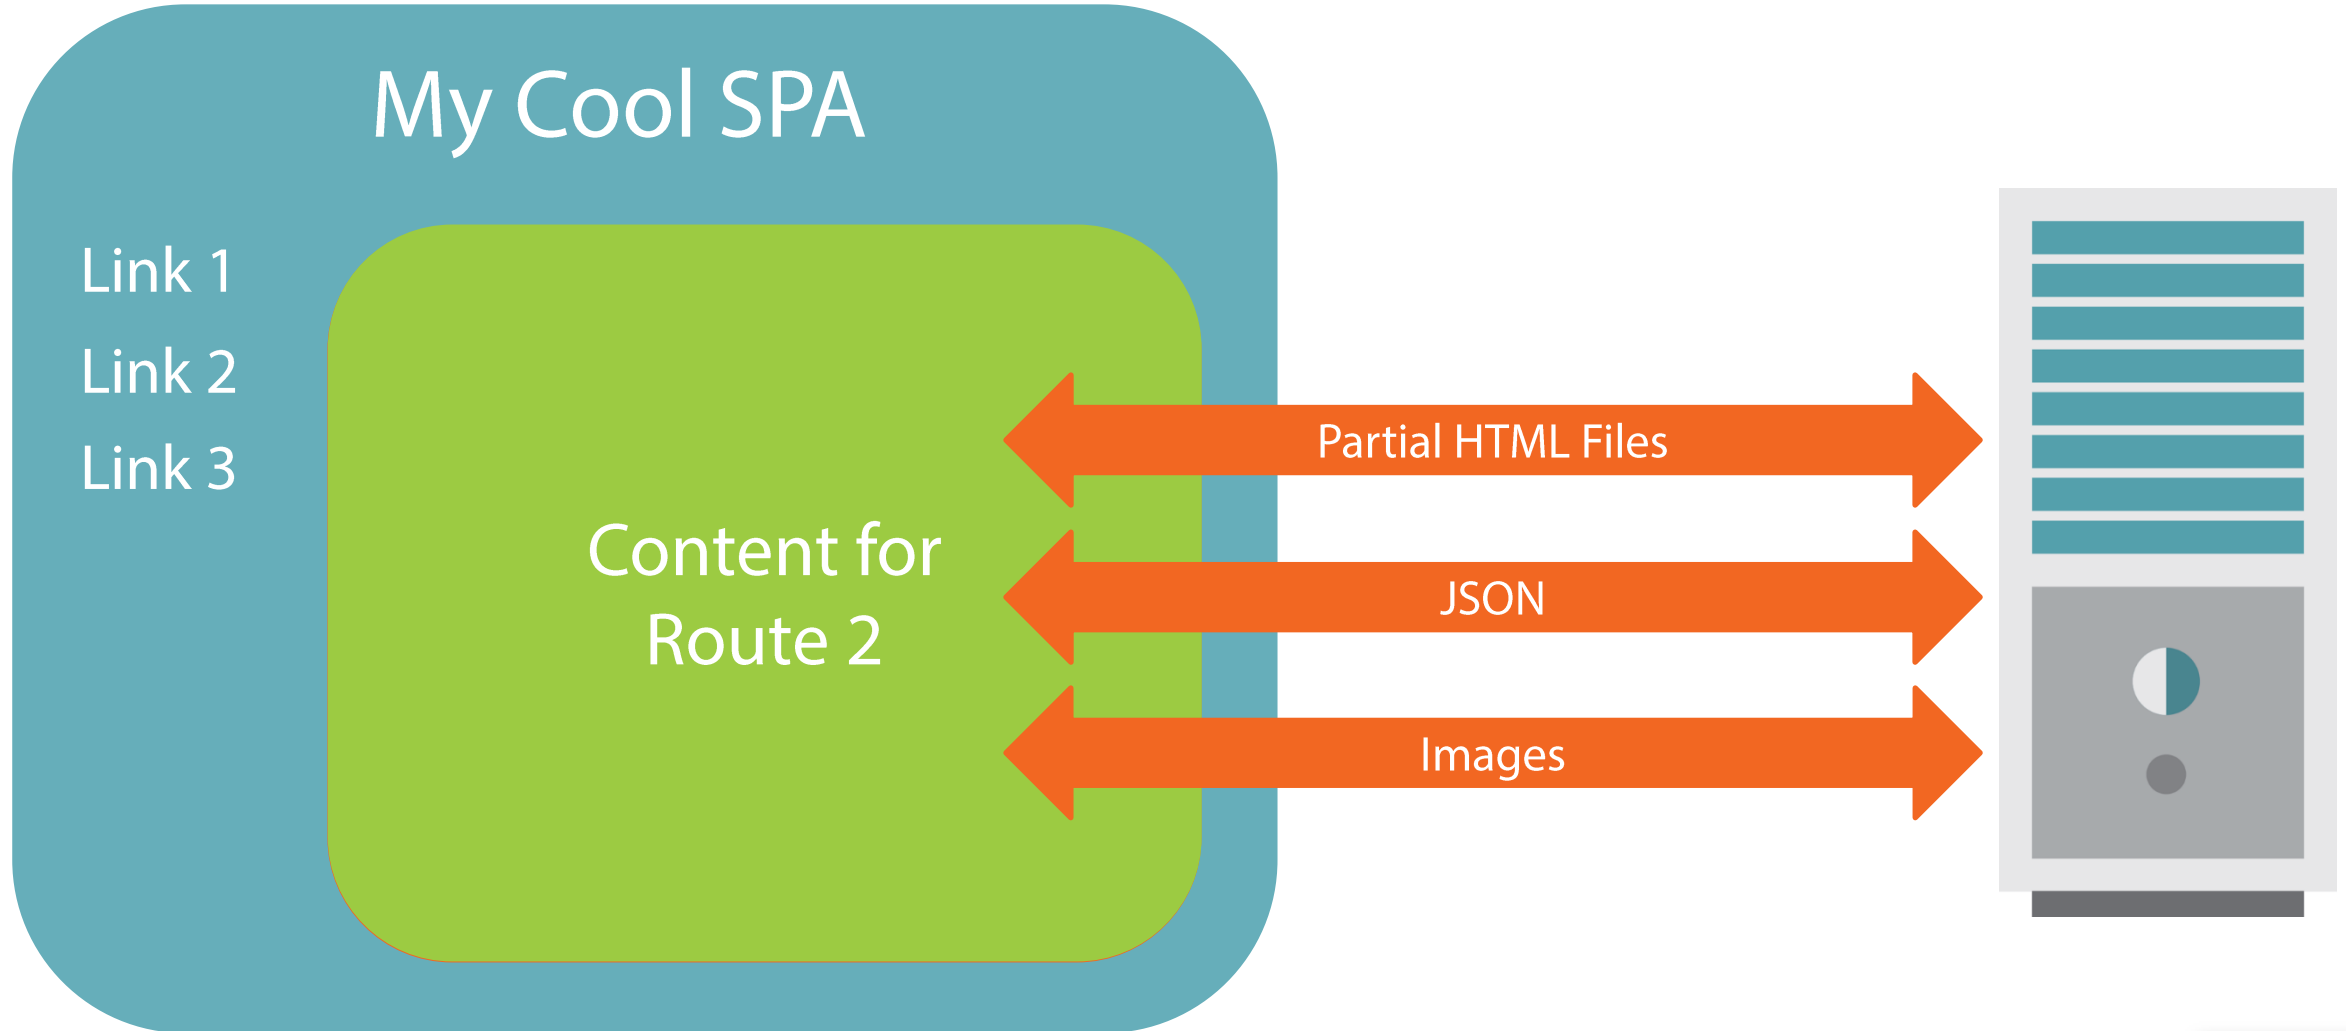 My Cool SPA
Link 1
Link 2
Link 3
Content for
Route 2
Partial HTML Files
JSON
Images